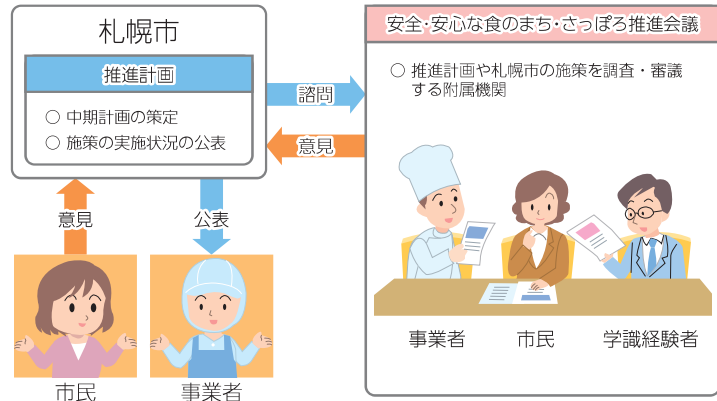 札幌市
推進計画
○ 中期計画の策定
○ 施策の実施状況の公表
諮問
意見
安全・安心な食のまち・さっぽろ推進会議
○ 推進計画や札幌市の施策を調査・審議
する附属機関
意見
公表
市民
事業者
事業者
市民
学識経験者